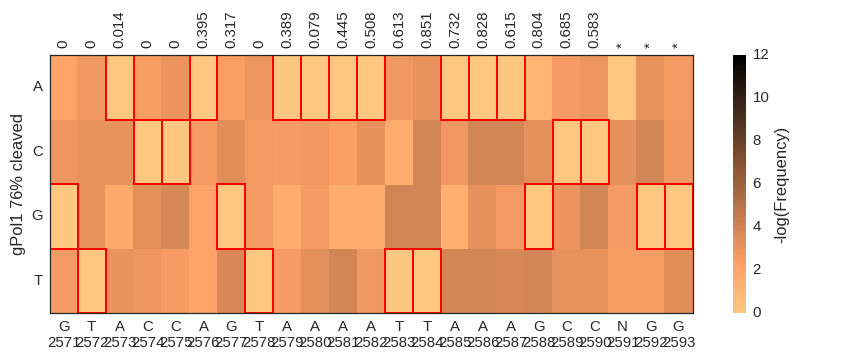 0 0 0.014 0 0 0.395 0.317 0 0.389 0.079 0.445 0.508 0.613 0.851 0.732 0.828 0.615 0.804 0.685 0.583 * * *
gPol1 76% cleaved
A
C
G
T
G T A C C A G T A A A A T T A A A G C C N G G
2571 2572 2573 2574 2575 2576 2577 2578 2579 2580 2581 2582 2583 2584 2585 2586 2587 2588 2589 2590 2591 2592 2593
12
10
8
6
4
2
0
-log(Frequency)